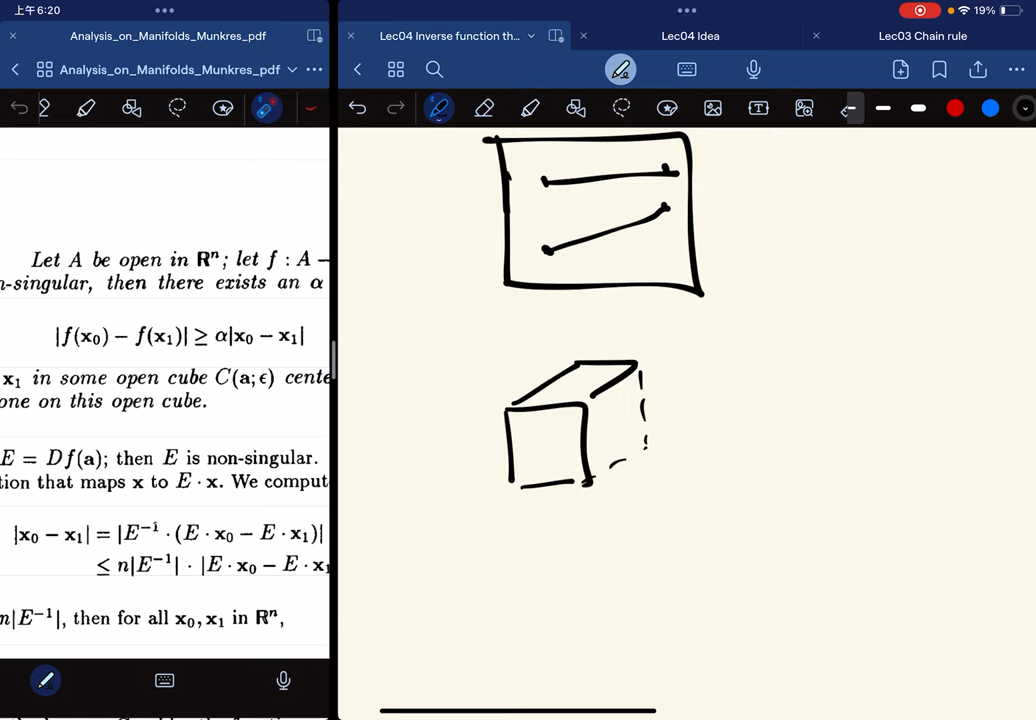 上午6:20
19%
Analysis_on_Manifolds_Munkres_pdf
Lec04 Inverse function th...
Lec04 Idea
Lec03 Chain rule
Analysis_on_Manifolds_Munkres_pdf
Let A be open in Rⁿ; let f : A –
n-singular, then there exists an α
|f(x₀) – f(x₁)| ≥ α|x₀ – x₁|
x₁ in some open cube C(a; ϵ) cente
one on this open cube.
E = Df(a); then E is non-singular.
tion that maps x to E · x. We comput
|x₀ – x₁| = |E⁻¹ · (E · x₀ – E · x₁)|
≤ n|E⁻¹| · |E · x₀ – E · x₁
n|E⁻¹|, then for all x₀, x₁ in Rⁿ,